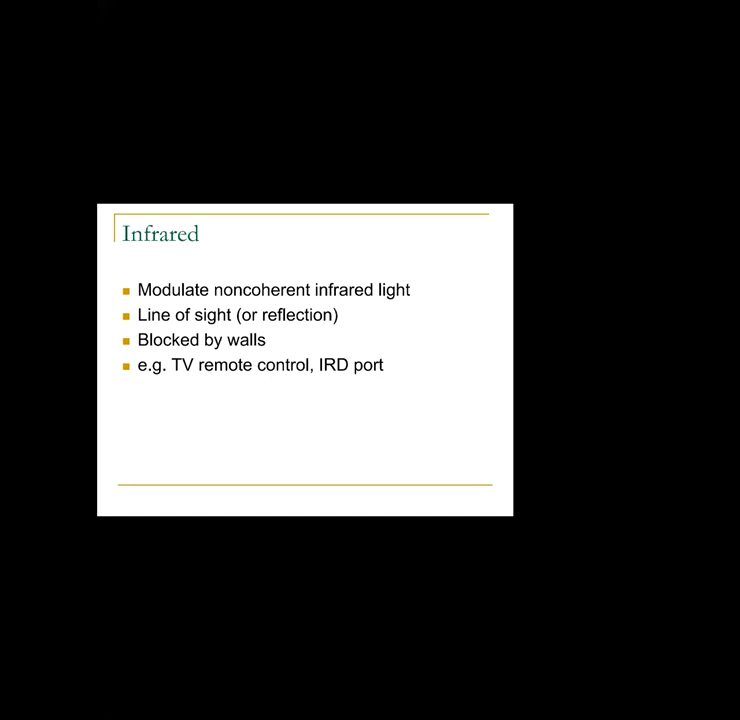 Infrared
Modulate noncoherent infrared light
Line of sight (or reflection)
Blocked by walls
e.g. TV remote control, IRD port